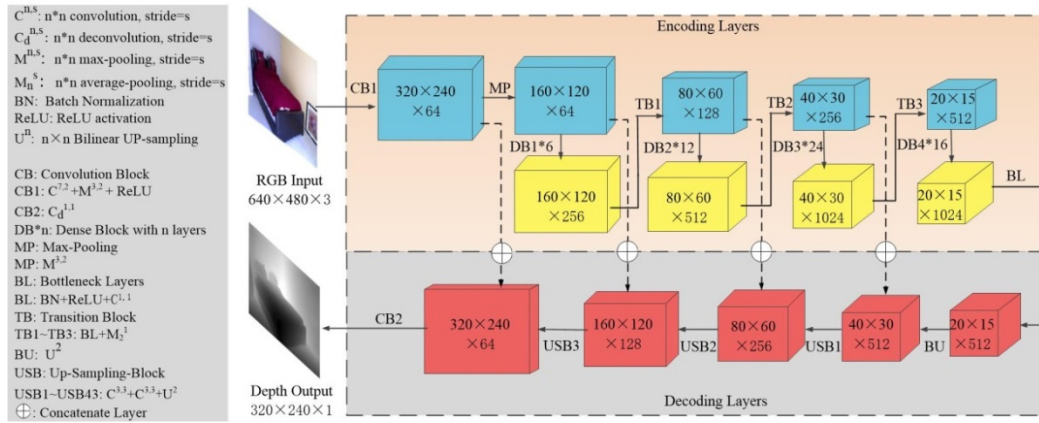 C^n,s: n*n convolution, stride=s
C_d^n,s: n*n deconvolution, stride=s
M^n,s: n*n max-pooling, stride=s
M_n^s: n*n average-pooling, stride=s
BN: Batch Normalization
ReLU: ReLU activation
U^n: n×n Bilinear UP-sampling
CB: Convolution Block
CB1: C^7,2+M^3,2+ReLU
CB2: C_d^1,1
DB*n: Dense Block with n layers
MP: Max-Pooling
MP: M^3,2
BL: Bottleneck Layers
BL: BN+ReLU+C^1,1
TB: Transition Block
TB1~TB3: BL+M_2^1
BU: U^2
USB: Up-Sampling-Block
USB1~USB43: C^3,3+C^3,3+U^2
⊕: Concatenate Layer
RGB Input
640×480×3
Depth Output
320×240×1
Encoding Layers
CB1
320×240
×64
MP
160×120
×64
TB1
80×60
×128
TB2
40×30
×256
TB3
20×15
×512
DB1*6
DB2*12
DB3*24
DB4*16
BL
160×120
×256
80×60
×512
40×30
×1024
20×15
×1024
CB2
320×240
×64
USB3
160×120
×128
USB2
80×60
×256
USB1
40×30
×512
BU
20×15
×512
Decoding Layers